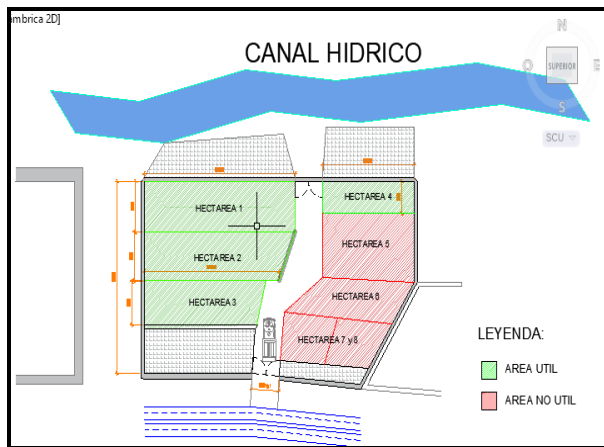 ambrica 2D]
CANAL HIDRICO
N
O
SUPERIOR
E
S
SCU
HECTAREA 1
HECTAREA 4
HECTAREA 5
HECTAREA 2
HECTAREA 3
HECTAREA 6
HECTAREA 7 y 8
LEYENDA:
AREA UTIL
AREA NO UTIL